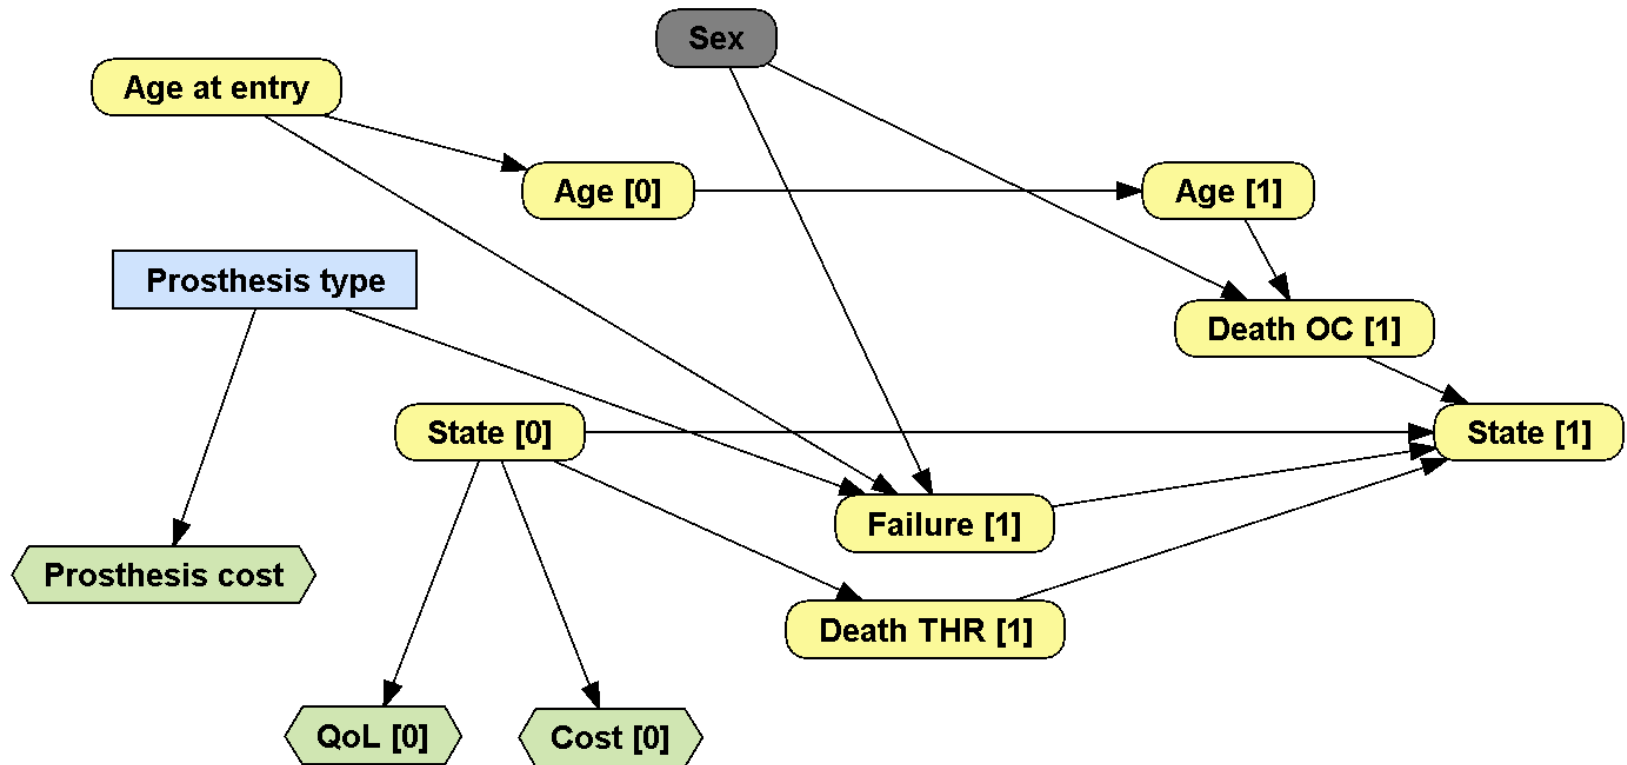 Sex
Age at entry
Age [0]
Age [1]
Prosthesis type
Death OC [1]
State [0]
State [1]
Failure [1]
Prosthesis cost
Death THR [1]
QoL [0]
Cost [0]